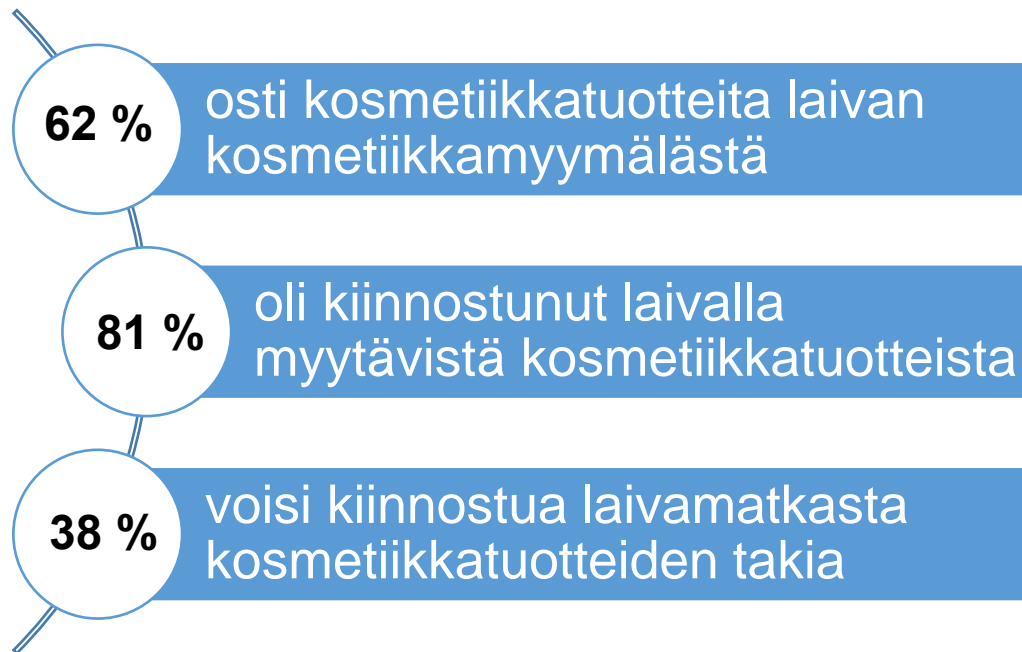 62 %
osti kosmetiikkatuotteita laivan
kosmetiikkamyymälästä
81 %
oli kiinnostunut laivalla
myytävistä kosmetiikkatuotteista
38 %
voisi kiinnostua laivamatkasta
kosmetiikkatuotteiden takia